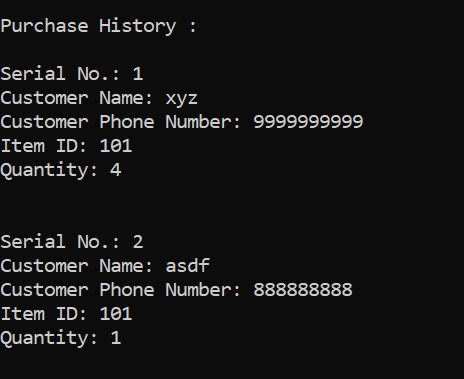 Purchase History :
Serial No.: 1
Customer Name: xyz
Customer Phone Number: 9999999999
Item ID: 101
Quantity: 4
Serial No.: 2
Customer Name: asdf
Customer Phone Number: 888888888
Item ID: 101
Quantity: 1